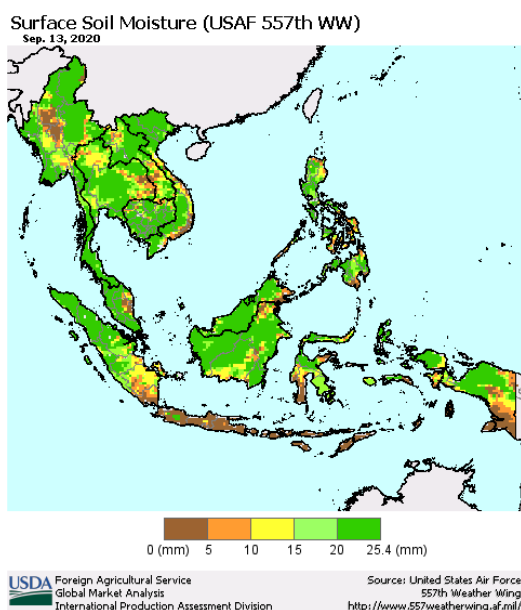 Surface Soil Moisture (USAF 557th WW)
Sep. 13, 2020
0 (mm) 5 10 15 20 25.4 (mm)
USDA Foreign Agricultural Service
Global Market Analysis
International Production Assessment Division
Source: United States Air Force
557th Weather Wing
http://www.557weatherwing.af.mil/